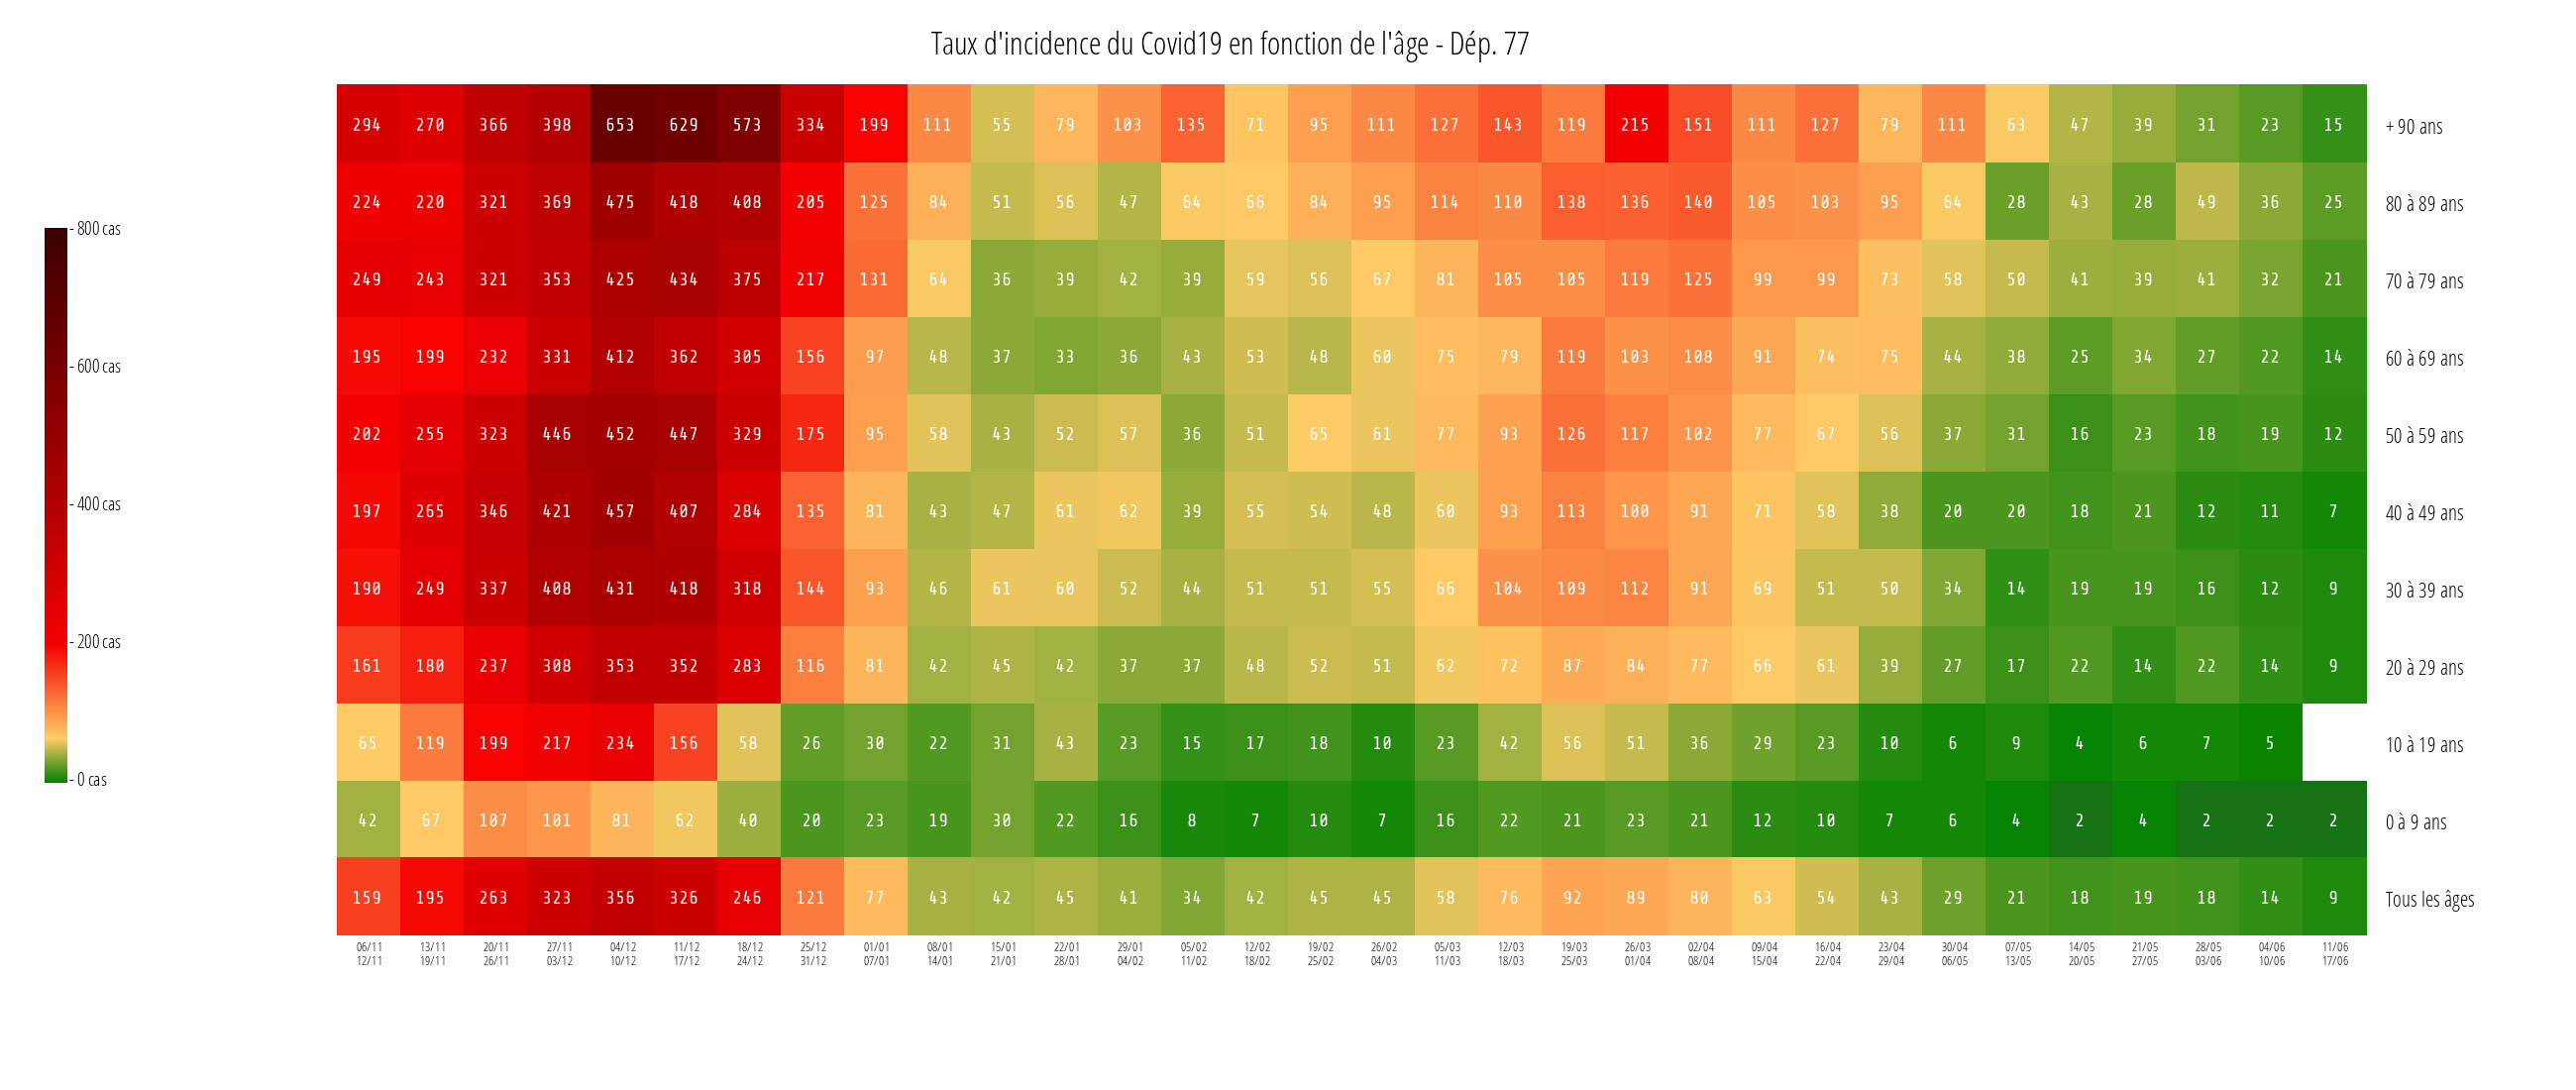 Taux d'incidence du Covid19 en fonction de l'âge - Dép. 77
- 800 cas
- 600 cas
- 400 cas
- 200 cas
- 0 cas
294 270 366 398 653 629 573 334 199 111 55 79 103 135 71 95 111 127 143 119 215 151 111 127 79 111 63 47 39 31 23 15 + 90 ans
224 220 321 369 475 418 408 205 125 84 51 56 47 64 66 84 95 114 110 138 136 140 105 103 95 64 28 43 28 49 36 25 80 à 89 ans
249 243 321 353 425 434 375 217 131 64 36 39 42 39 59 56 67 81 105 105 119 125 99 99 73 58 50 41 39 41 32 21 70 à 79 ans
195 199 232 331 412 362 305 156 97 48 37 33 36 43 53 48 60 75 79 119 103 108 91 74 75 44 38 25 34 27 22 14 60 à 69 ans
202 255 323 446 452 447 329 175 95 58 43 52 57 36 51 65 61 77 93 126 117 102 77 67 56 37 31 16 23 18 19 12 50 à 59 ans
197 265 346 421 457 407 284 135 81 43 47 61 62 39 55 54 48 60 93 113 100 91 71 58 38 20 20 18 21 12 11 7 40 à 49 ans
190 249 337 408 431 418 318 144 93 46 61 60 52 44 51 51 55 66 104 109 112 91 69 51 50 34 14 19 19 16 12 9 30 à 39 ans
161 180 237 308 353 352 283 116 81 42 45 42 37 37 48 52 51 62 72 87 84 77 66 61 39 27 17 22 14 22 14 9 20 à 29 ans
65 119 199 217 234 156 58 26 30 22 31 43 23 15 17 18 10 23 42 56 51 36 29 23 10 6 9 4 6 7 5 10 à 19 ans
42 67 107 101 81 62 40 20 23 19 30 22 16 8 7 10 7 16 22 21 23 21 12 10 7 6 4 2 4 2 2 2 0 à 9 ans
159 195 263 323 356 326 246 121 77 43 42 45 41 34 42 45 45 58 76 92 89 80 63 54 43 29 21 18 19 18 14 9 Tous les âges
06/11 13/11 20/11 27/11 04/12 11/12 18/12 25/12 01/01 08/01 15/01 22/01 29/01 05/02 12/02 19/02 26/02 05/03 12/03 19/03 26/03 02/04 09/04 16/04 23/04 30/04 07/05 14/05 21/05 28/05 04/06 11/06
12/11 19/11 26/11 03/12 10/12 17/12 24/12 31/12 07/01 14/01 21/01 28/01 04/02 11/02 18/02 25/02 04/03 11/03 18/03 25/03 01/04 08/04 15/04 22/04 29/04 06/05 13/05 20/05 27/05 03/06 10/06 17/06